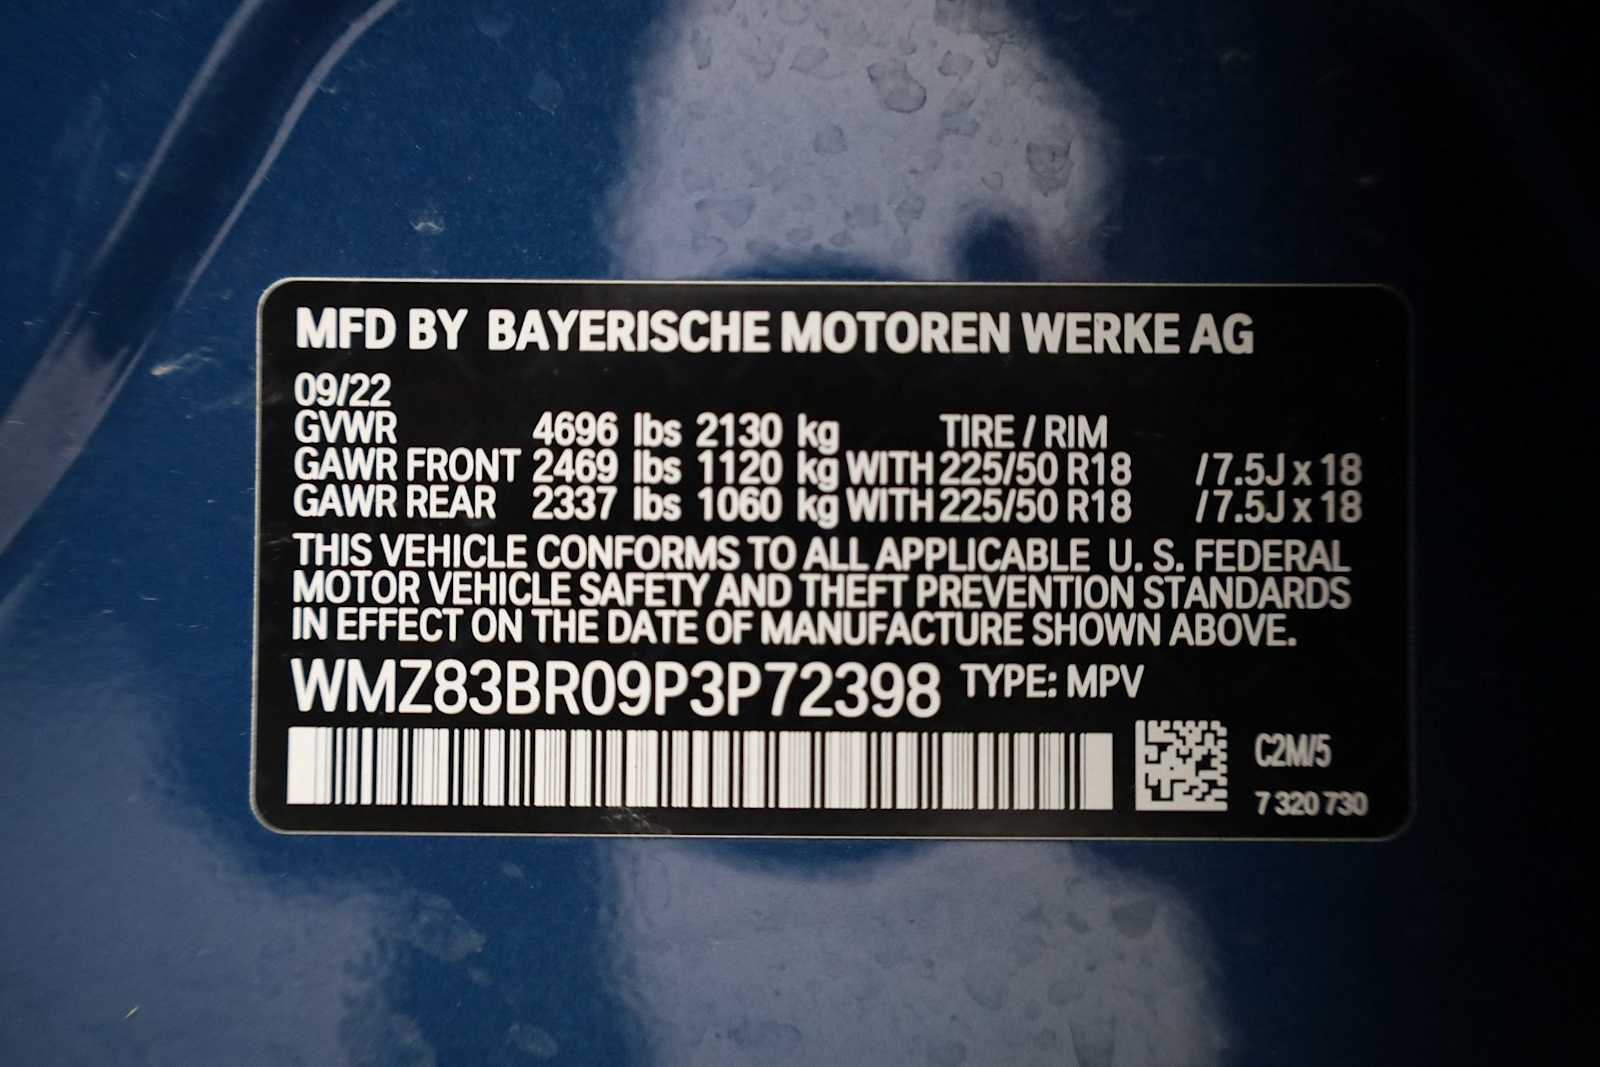 MFD BY BAYERISCHE MOTOREN WERKE AG
09/22
GVWR 4696 lbs 2130 kg TIRE / RIM
GAWR FRONT 2469 lbs 1120 kg WITH 225/50 R18 /7.5J x 18
GAWR REAR 2337 lbs 1060 kg WITH 225/50 R18 /7.5J x 18
THIS VEHICLE CONFORMS TO ALL APPLICABLE U. S. FEDERAL
MOTOR VEHICLE SAFETY AND THEFT PREVENTION STANDARDS
IN EFFECT ON THE DATE OF MANUFACTURE SHOWN ABOVE.
WMZ83BR09P3P72398 TYPE: MPV
C2M/5
7 320 730